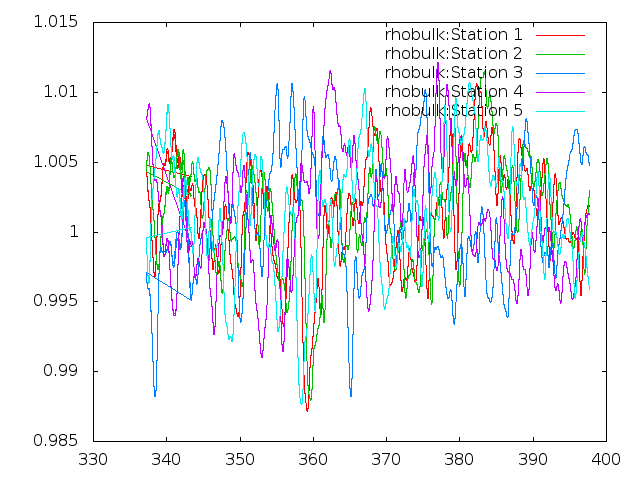 1.015
1.01
1.005
1
0.995
0.99
0.985
330 340 350 360 370 380 390 400
rhobulk:Station 1
rhobulk:Station 2
rhobulk:Station 3
rhobulk:Station 4
rhobulk:Station 5